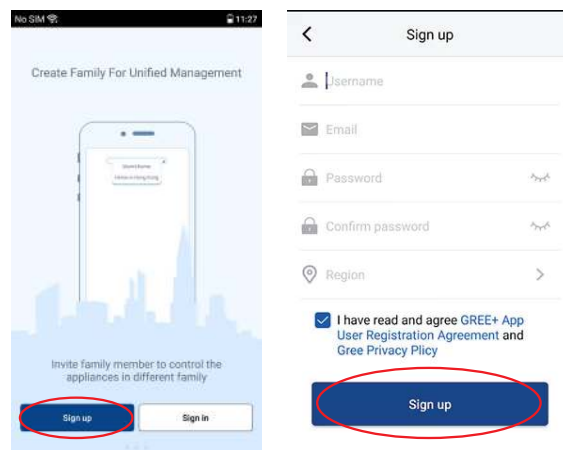 No SIM
11:27
Create Family For Unified Management
Invite family member to control the
appliances in different family
Sign up
Sign in
Sign up
Username
Email
Password
Confirm password
Region
I have read and agree GREE+ App
User Registration Agreement and
Gree Privacy Plicy
Sign up